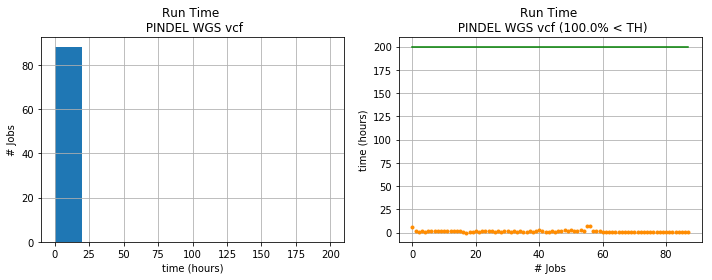 Run Time
PINDEL WGS vcf
# Jobs
80
60
40
20
0
0 25 50 75 100 125 150 175 200
time (hours)
Run Time
PINDEL WGS vcf (100.0% < TH)
time (hours)
200
175
150
125
100
75
50
25
0
0 20 40 60 80
# Jobs